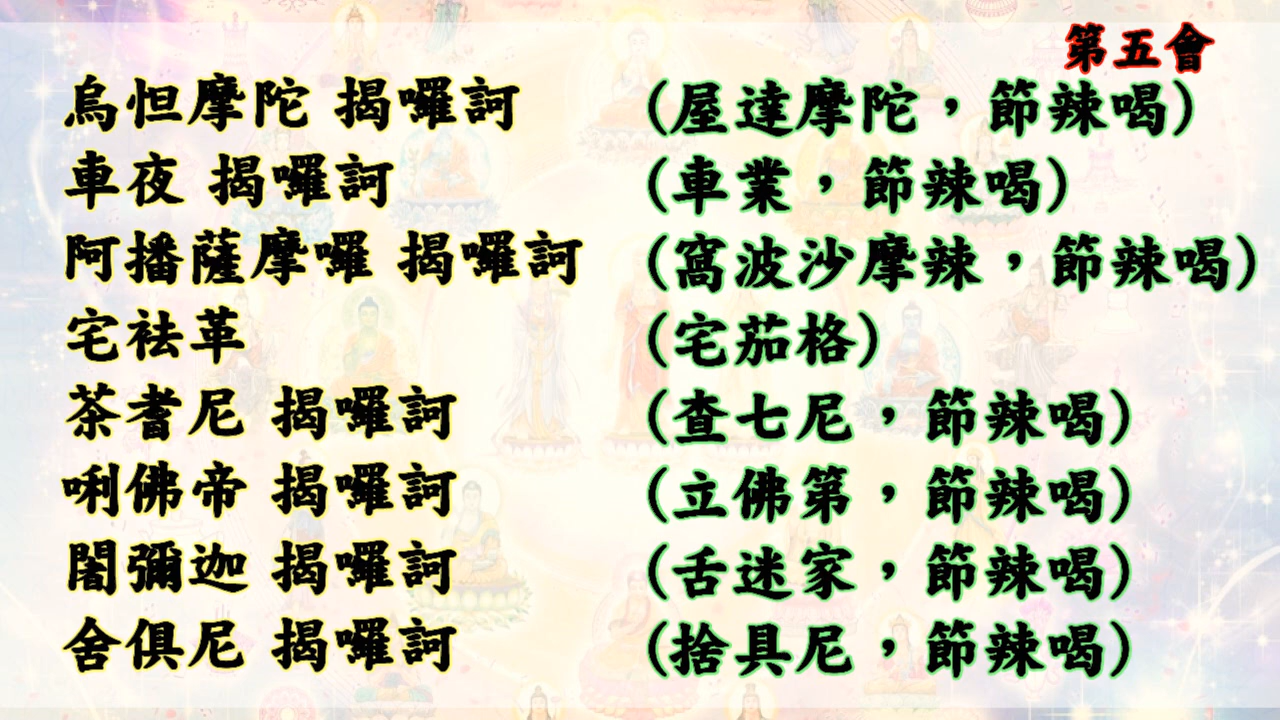 第五會
烏怛摩陀 揭囉訶 (屋達摩陀，節辣喝)
車夜 揭囉訶 (車業，節辣喝)
阿播薩摩囉 揭囉訶 (窩波沙摩辣，節辣喝)
宅袪革 (宅茄格)
茶耆尼 揭囉訶 (查七尼，節辣喝)
唎佛帝 揭囉訶 (立佛第，節辣喝)
闍彌迦 揭囉訶 (舌迷家，節辣喝)
舍俱尼 揭囉訶 (捨具尼，節辣喝)